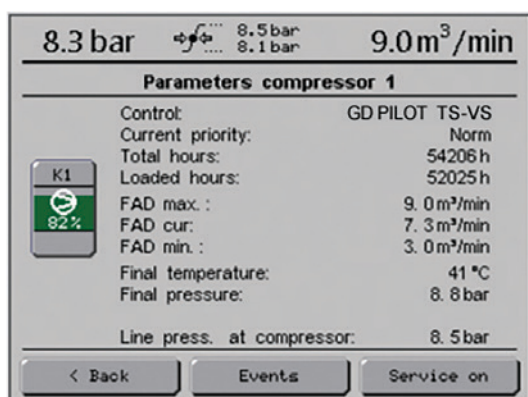 8.3 bar 8.5 bar 9.0 m³/min
8.1 bar
Parameters compressor 1
Control: GD PILOT TS-VS
Current priority: Norm
Total hours: 54206 h
K1 Loaded hours: 52025 h
FAD max. : 9. 0 m³/min
82% FAD cur: 7. 3 m³/min
FAD min. : 3. 0 m³/min
Final temperature: 41 °C
Final pressure: 8. 8 bar
Line press. at compressor: 8. 5 bar
< Back Events Service on